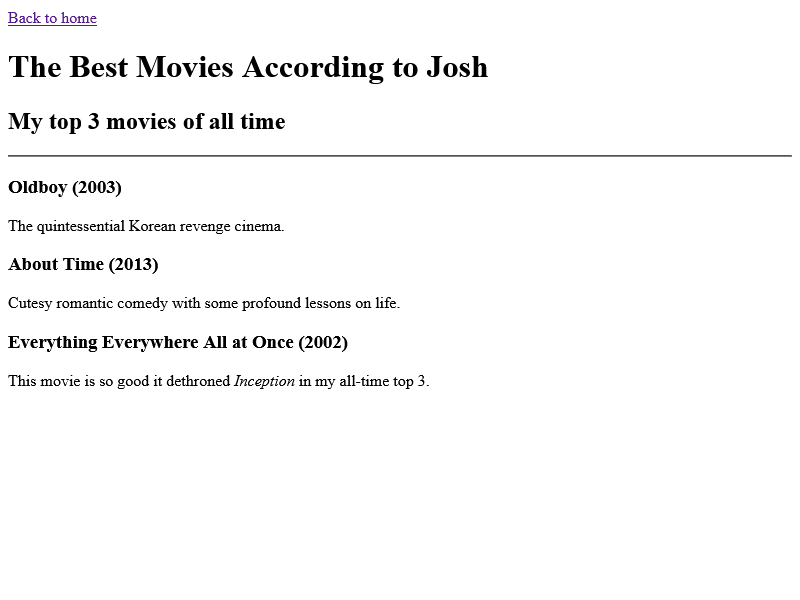 Back to home
The Best Movies According to Josh
My top 3 movies of all time
Oldboy (2003)
The quintessential Korean revenge cinema.
About Time (2013)
Cutesy romantic comedy with some profound lessons on life.
Everything Everywhere All at Once (2002)
This movie is so good it dethroned Inception in my all-time top 3.